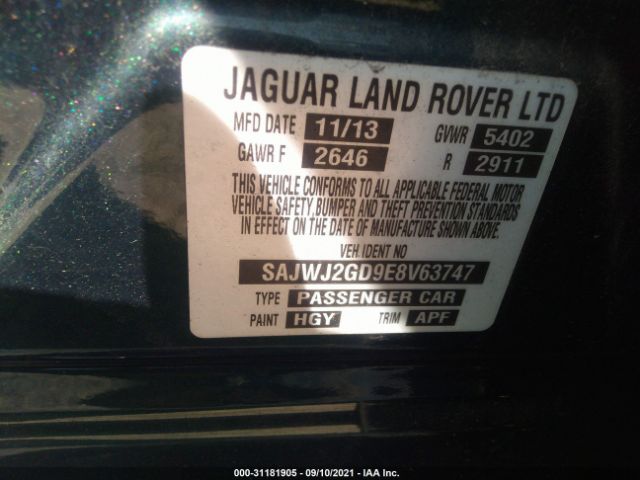 JAGUAR LAND ROVER LTD
MFD DATE 11/13 GVWR 5402
GAWR F 2646 R 2911
THIS VEHICLE CONFORMS TO ALL APPLICABLE FEDERAL MOTOR
VEHICLE SAFETY, BUMPER AND THEFT PREVENTION STANDARDS
IN EFFECT ON THE DATE OF MANUFACTURE SHOWN ABOVE.
VEH IDENT NO
SAJWJ2GD9E8V63747
TYPE PASSENGER CAR
PAINT HGY TRIM APF
000-31181905 - 09/10/2021 - IAA Inc.